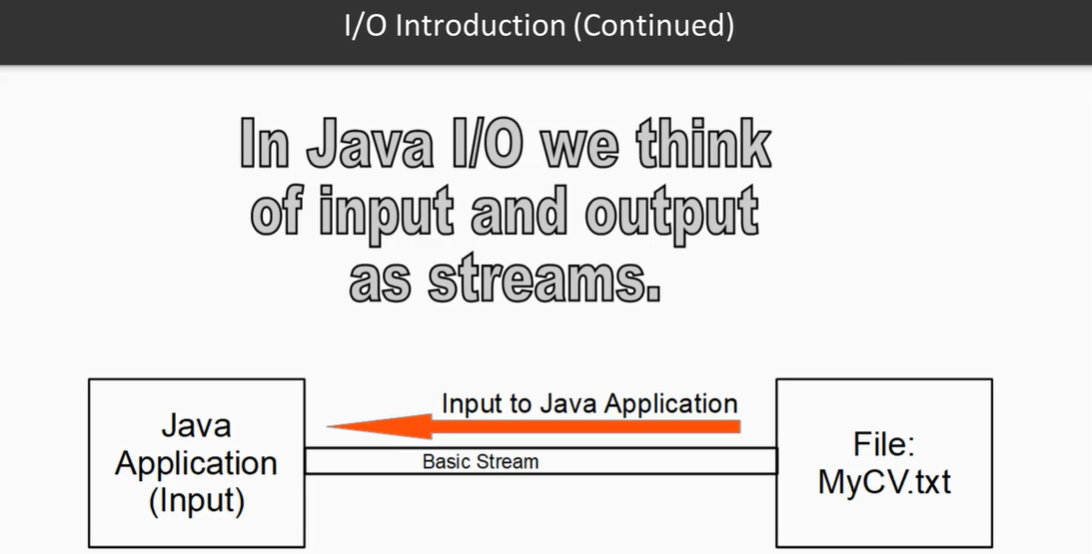 I/O Introduction (Continued)
In Java I/O we think
of input and output
as streams.
Input to Java Application
Java
Application
(Input)
Basic Stream
File:
MyCV.txt